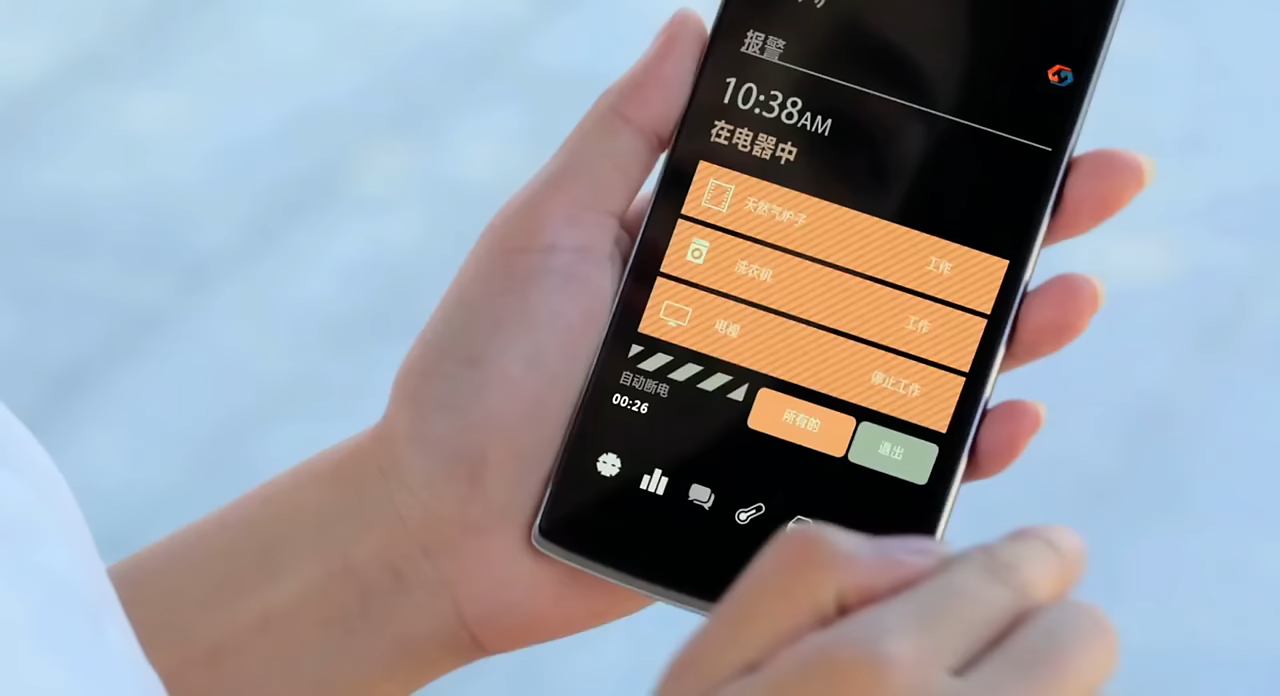 报警
10:38AM
在电器中
天然气炉子 工作
洗衣机 工作
电视 停止工作
自动断电
00:26
所有的 退出